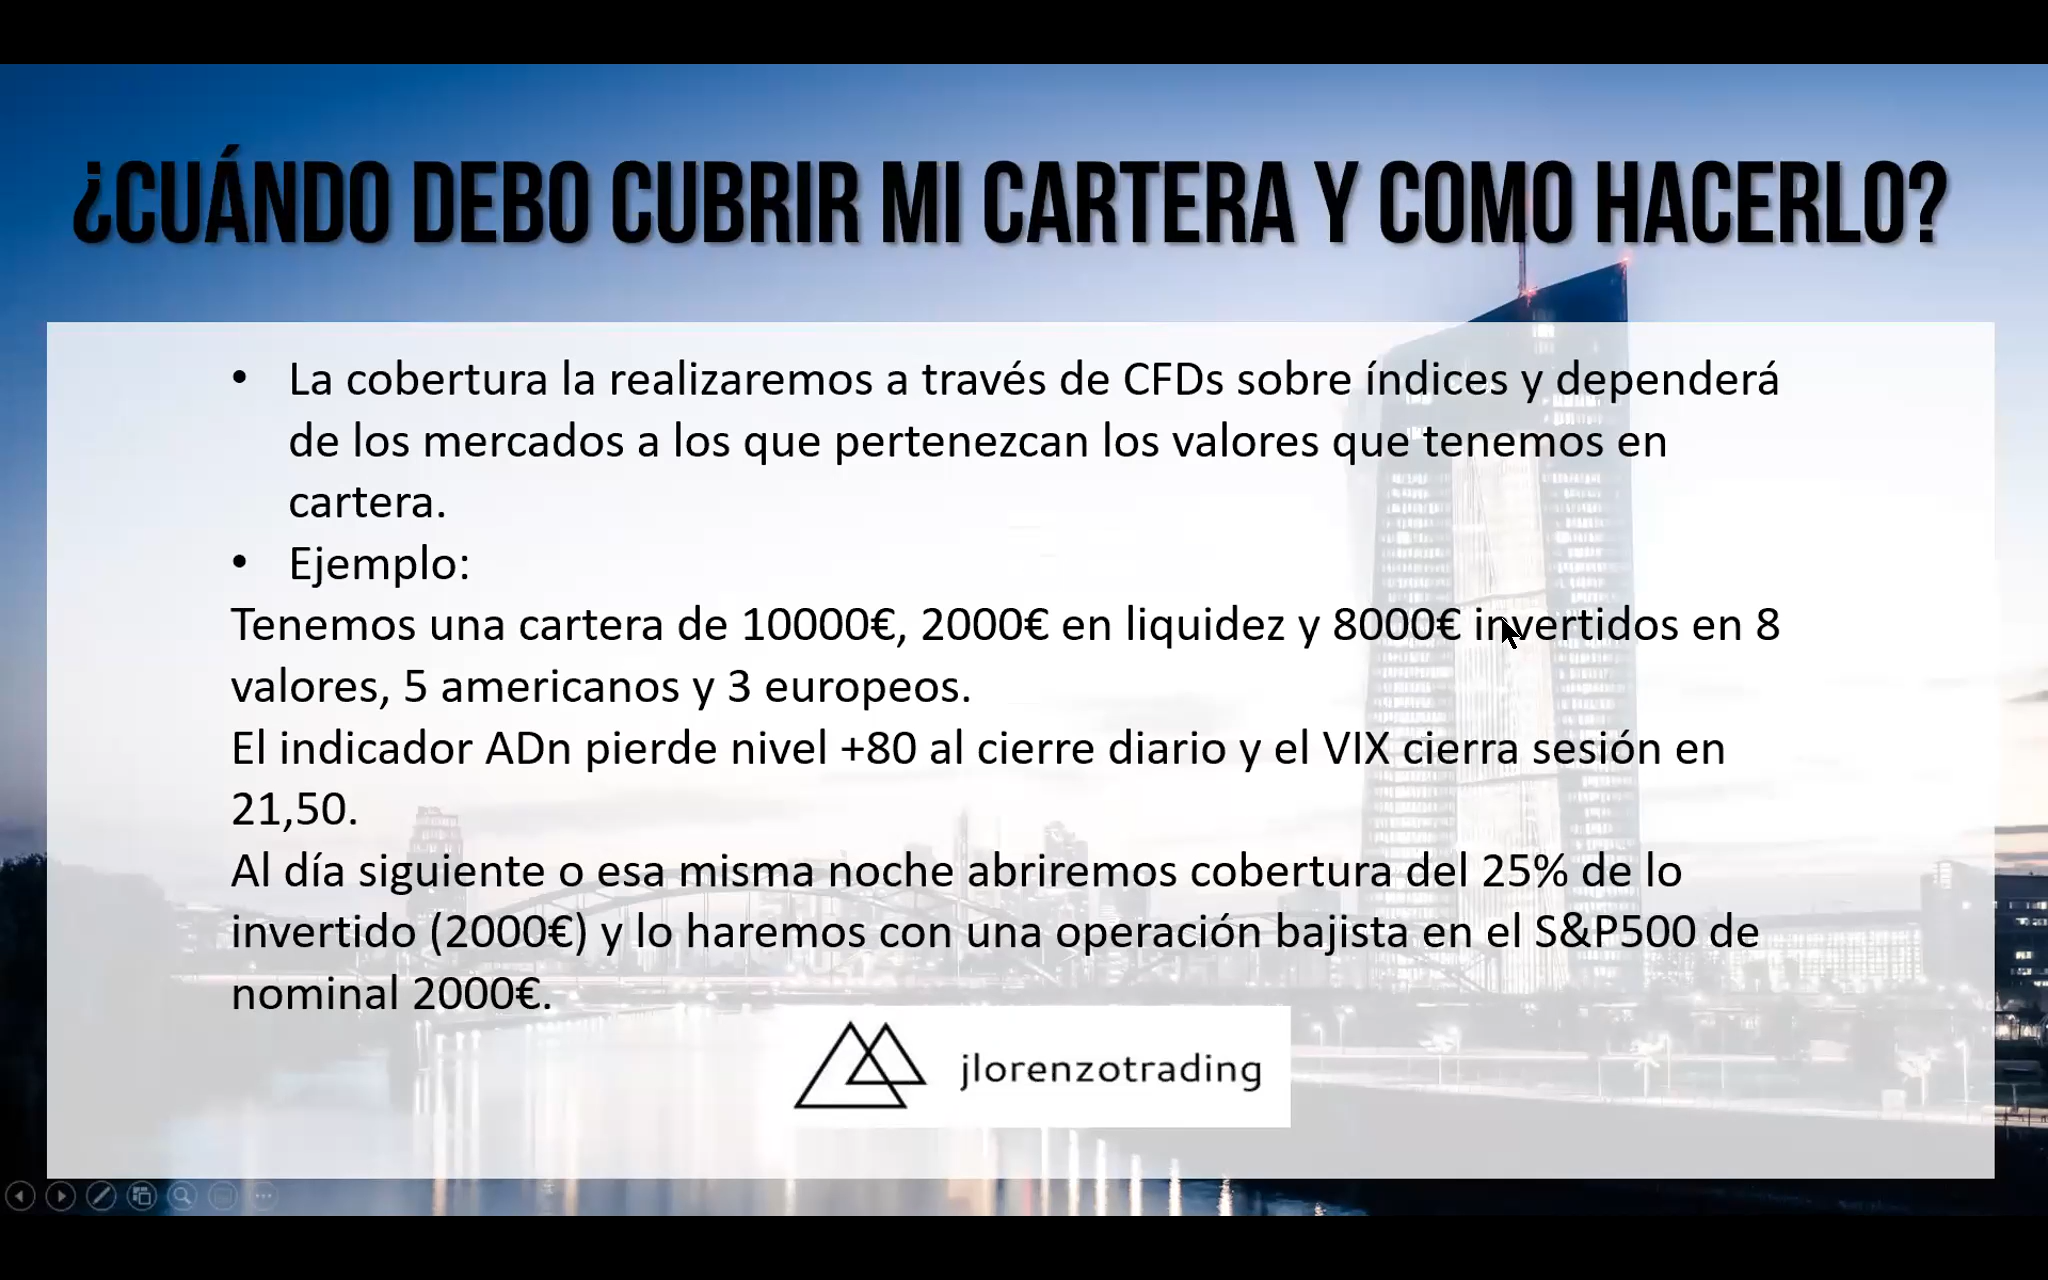 ¿CUÁNDO DEBO CUBRIR MI CARTERA Y COMO HACERLO?
• La cobertura la realizaremos a través de CFDs sobre índices y dependerá
de los mercados a los que pertenezcan los valores que tenemos en
cartera.
• Ejemplo:
Tenemos una cartera de 10000€, 2000€ en liquidez y 8000€ invertidos en 8
valores, 5 americanos y 3 europeos.
El indicador ADn pierde nivel +80 al cierre diario y el VIX cierra sesión en
21,50.
Al día siguiente o esa misma noche abriremos cobertura del 25% de lo
invertido (2000€) y lo haremos con una operación bajista en el S&P500 de
nominal 2000€.
jlorenzotrading